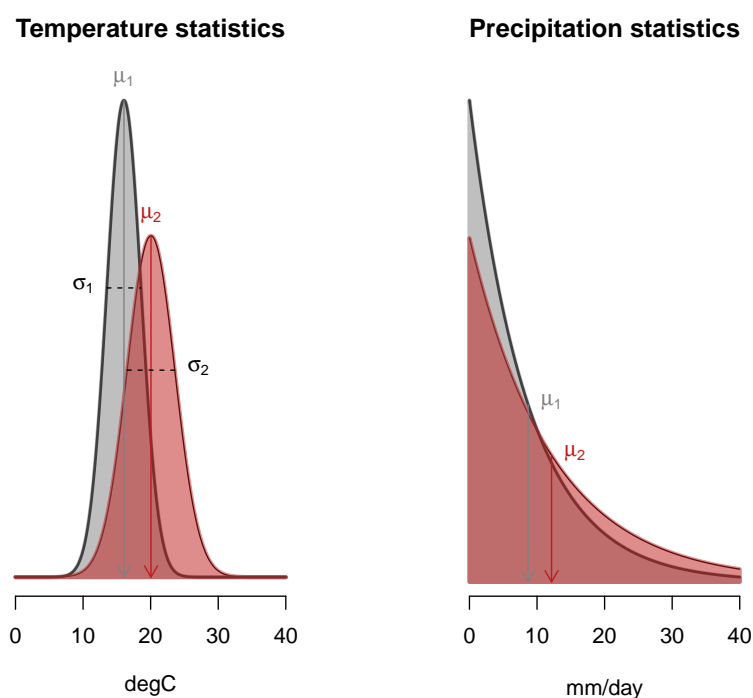 Temperature statistics
μ1
μ2
σ1
σ2
0 10 20 30 40
degC
Precipitation statistics
μ1
μ2
0 10 20 30 40
mm/day